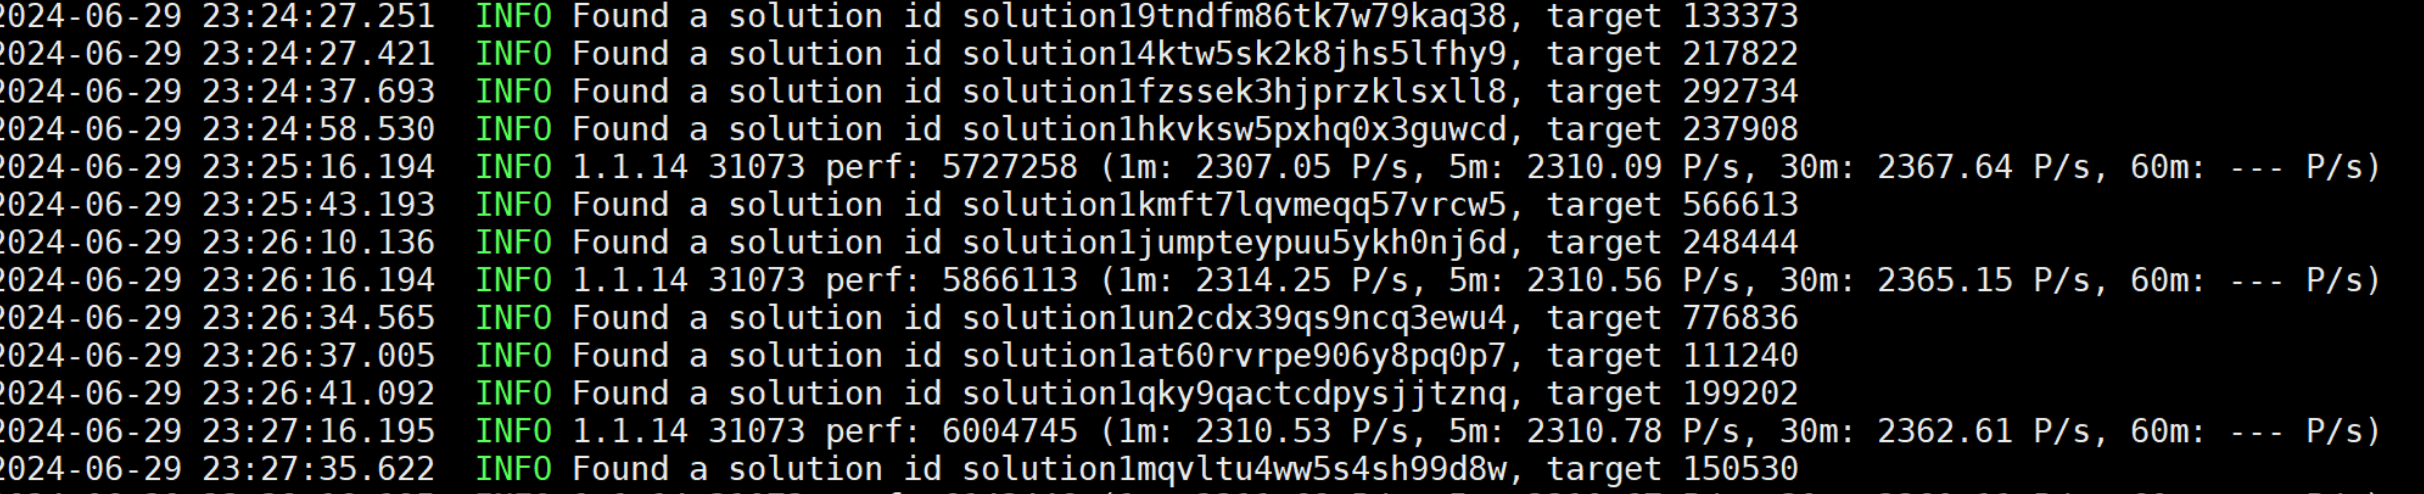 2024-06-29 23:24:27.251 INFO Found a solution id solution19tndfm86tk7w79kaq38, target 133373
2024-06-29 23:24:27.421 INFO Found a solution id solution14ktw5sk2k8jhs5lfhy9, target 217822
2024-06-29 23:24:37.693 INFO Found a solution id solution1fzssek3hjprzklsxll8, target 292734
2024-06-29 23:24:58.530 INFO Found a solution id solution1hkvksw5pxhq0x3guwcd, target 237908
2024-06-29 23:25:16.194 INFO 1.1.14 31073 perf: 5727258 (1m: 2307.05 P/s, 5m: 2310.09 P/s, 30m: 2367.64 P/s, 60m: --- P/s)
2024-06-29 23:25:43.193 INFO Found a solution id solution1kmft7lqvmeqq57vrcw5, target 566613
2024-06-29 23:26:10.136 INFO Found a solution id solution1jumpteypuu5ykh0nj6d, target 248444
2024-06-29 23:26:16.194 INFO 1.1.14 31073 perf: 5866113 (1m: 2314.25 P/s, 5m: 2310.56 P/s, 30m: 2365.15 P/s, 60m: --- P/s)
2024-06-29 23:26:34.565 INFO Found a solution id solution1un2cdx39qs9ncq3ewu4, target 776836
2024-06-29 23:26:37.005 INFO Found a solution id solution1at60rvrpe906y8pq0p7, target 111240
2024-06-29 23:26:41.092 INFO Found a solution id solution1qky9qactcdpysjjtznq, target 199202
2024-06-29 23:27:16.195 INFO 1.1.14 31073 perf: 6004745 (1m: 2310.53 P/s, 5m: 2310.78 P/s, 30m: 2362.61 P/s, 60m: --- P/s)
2024-06-29 23:27:35.622 INFO Found a solution id solution1mqvltu4ww5s4sh99d8w, target 150530